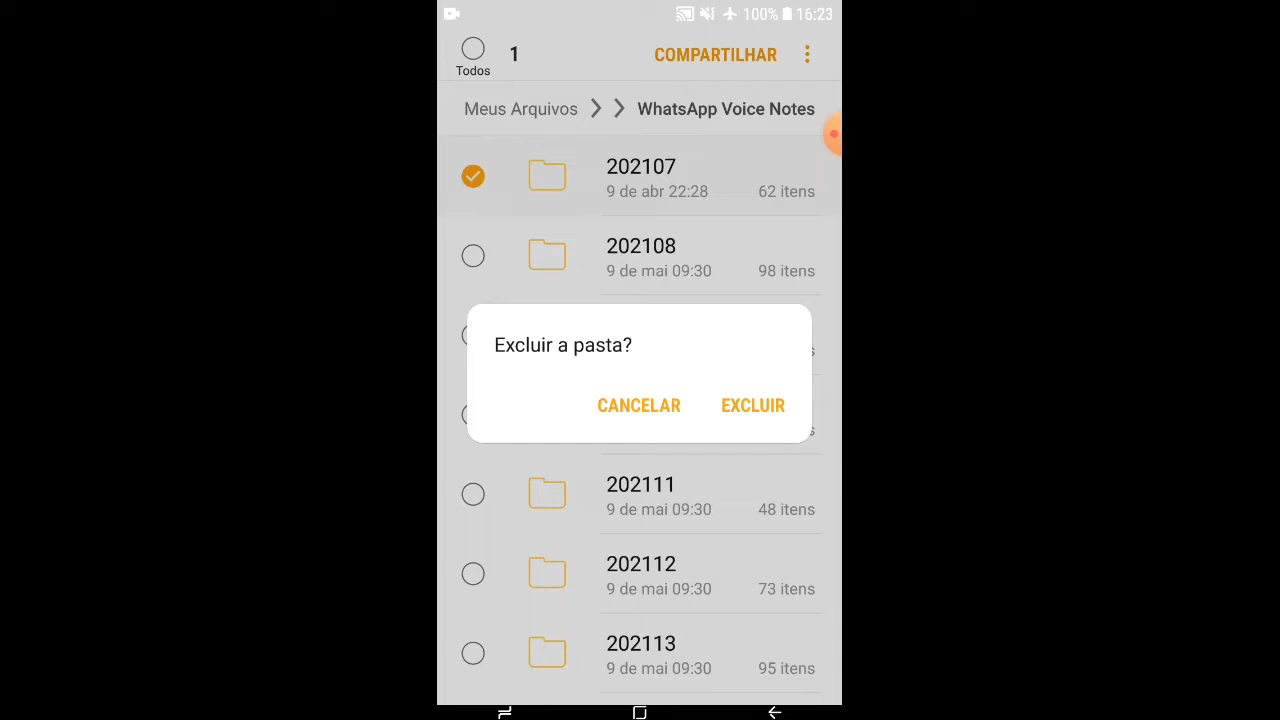 100% 16:23
1 COMPARTILHAR
Todos
Meus Arquivos WhatsApp Voice Notes
202107
9 de abr 22:28 62 itens
202108
9 de mai 09:30 98 itens
Excluir a pasta?
CANCELAR EXCLUIR
202111
9 de mai 09:30 48 itens
202112
9 de mai 09:30 73 itens
202113
9 de mai 09:30 95 itens